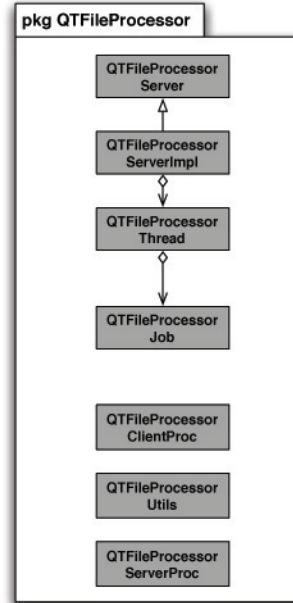 pkg QTFileProcessor
QTFileProcessor
Server
QTFileProcessor
ServerImpl
QTFileProcessor
Thread
QTFileProcessor
Job
QTFileProcessor
ClientProc
QTFileProcessor
Utils
QTFileProcessor
ServerProc